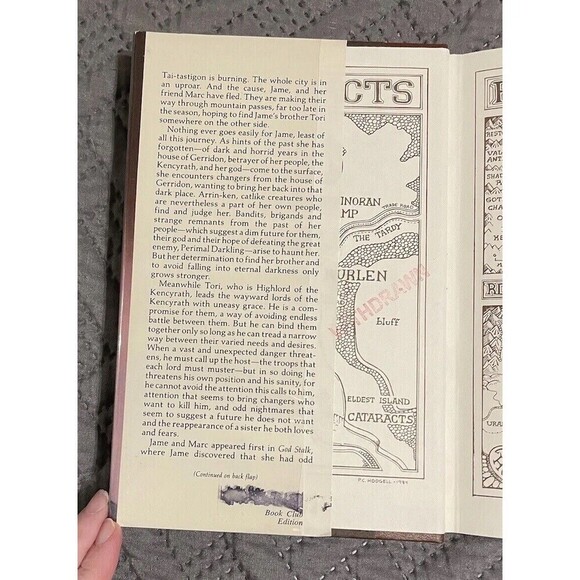 Tai-tastigon is burning. The whole city is in
an uproar. And the cause, Jame, and her
friend Marc have fled. They are making their
way through mountain passes, far too late in
the season, hoping to find Jame's brother Tori
somewhere on the other side.
Nothing ever goes easily for Jame, least of
all this journey. As hints of the past she has
forgotten—of dark and horrid years in the
house of Gerridon, betrayer of her people, the
Kencyrath, and her god—come to the surface,
she encounters changers from the house of
Gerridon, wanting to bring her back into that
dark place. Arrin-ken, catlike creatures who
are nevertheless a part of her own people,
find and judge her. Bandits, brigands and
strange remnants from the past of her
people—which suggest a dim future for them,
their god and their hope of defeating the great
enemy, Perimal Darkling—arise to haunt her.
But her determination to find her brother and
to avoid falling into eternal darkness only
grows stronger.
Meanwhile Tori, who is Highlord of the
Kencyrath, leads the wayward lords of the
Kencyrath with uneasy grace. He is a com-
promise for them, a way of avoiding endless
battle between them. But he can bind them
together only so long as he can tread a narrow
way between their varied needs and desires.
When a vast and unexpected danger threat-
ens, he must call up the host—the troops that
each lord must muster—but in so doing he
threatens his own position and his sanity, for
he cannot avoid the attention this calls to him,
attention that seems to bring changers who
want to kill him, and odd nightmares that
seem to suggest a future he does not want
and the reappearance of a sister he both loves
and fears.
Jame and Marc appeared first in God Stalk,
where Jame discovered that she had odd
(Continued on back flap)
Book Club
Edition
CTS
NORAN
MP
TRADE ROAD
THE TARDY
URLEN
WITHDRAWN
bluff
ELDEST ISLAND
CATARACTS
P.C. HODGELL·1984